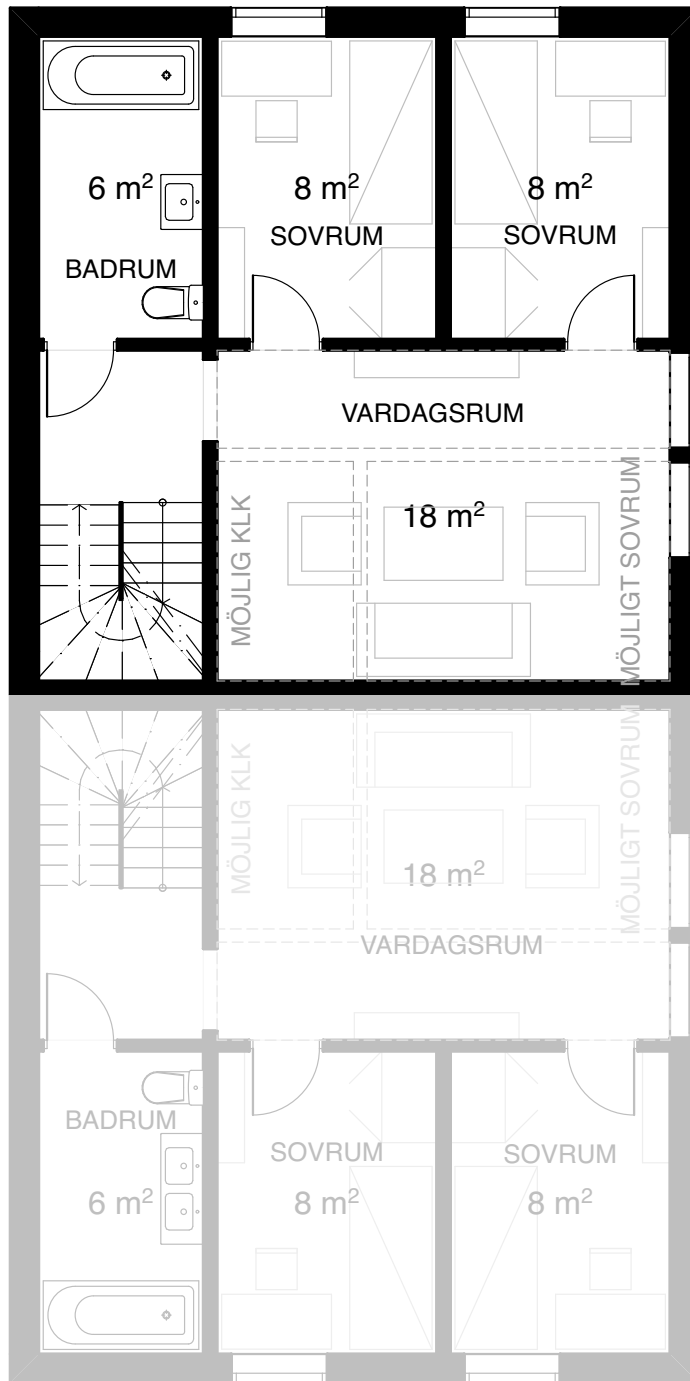 6 m²
8 m²
8 m²
SOVRUM
SOVRUM
BADRUM
VARDAGSRUM
18 m²
MÖJLIG KLK
MÖJLIGT SOVRUM
MÖJLIG KLK
MÖJLIGT SOVRUM
18 m²
VARDAGSRUM
BADRUM
SOVRUM
SOVRUM
6 m²
8 m²
8 m²